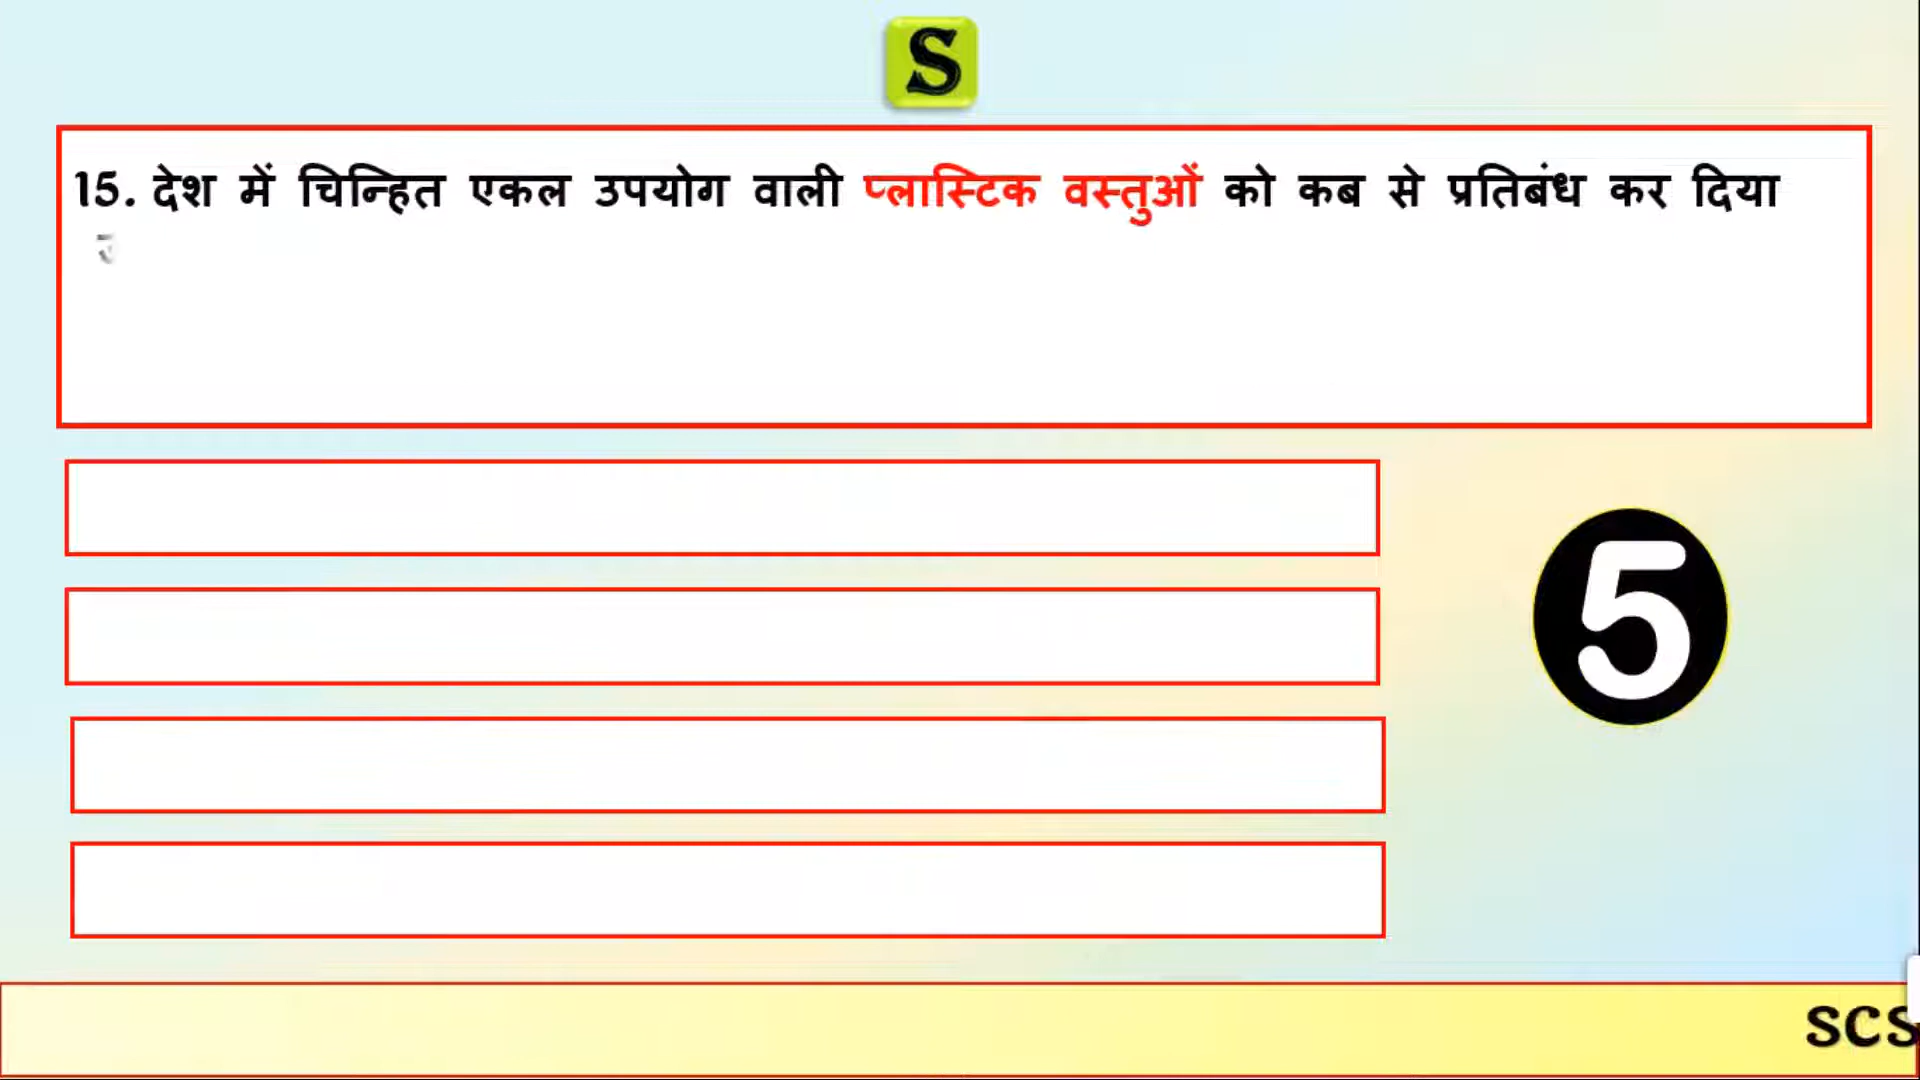 S
15. देश में चिन्हित एकल उपयोग वाली प्लास्टिक वस्तुओं को कब से प्रतिबंध कर दिया
5
SCS